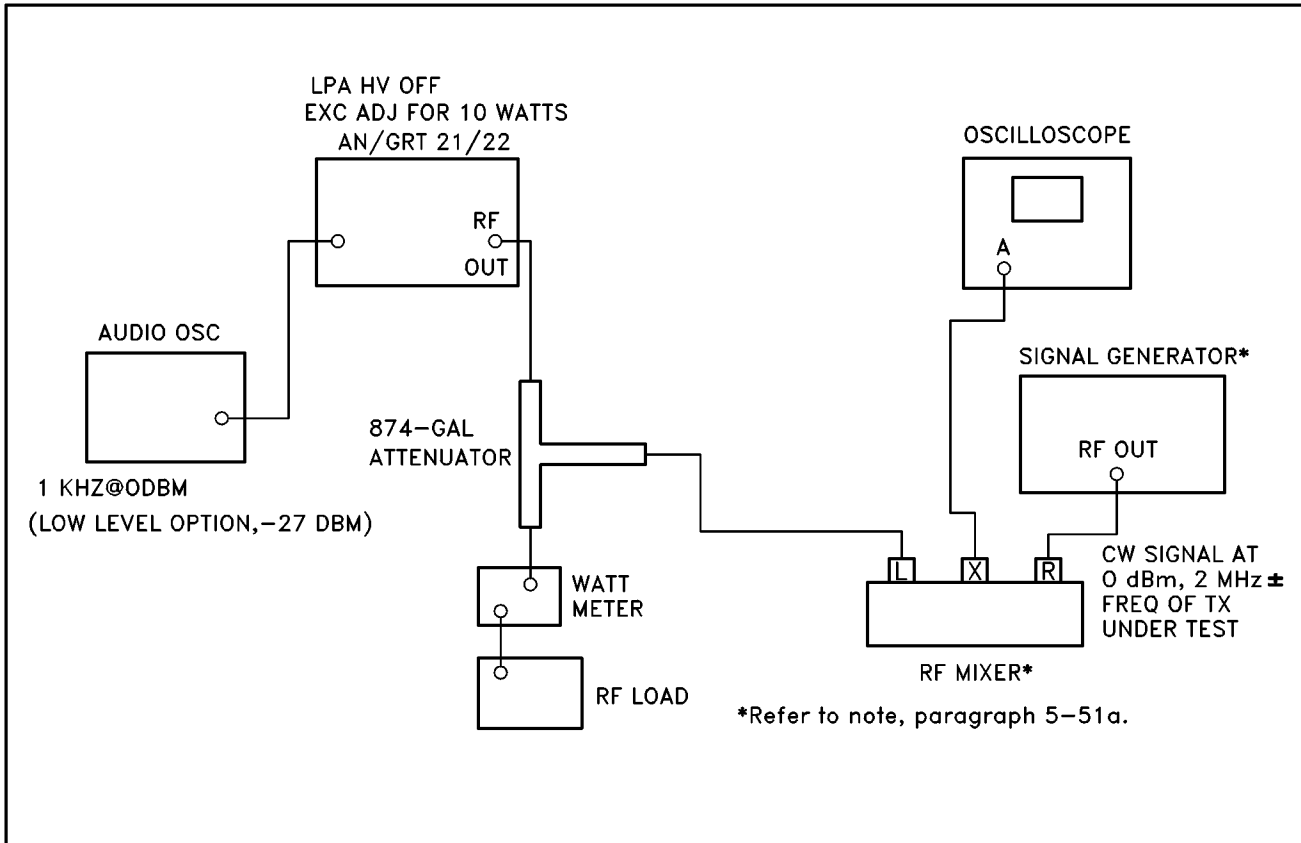 LPA HV OFF
EXC ADJ FOR 10 WATTS
AN/GRT 21/22
RF
OUT
AUDIO OSC
1 KHZ@0DBM
(LOW LEVEL OPTION,-27 DBM)
874-GAL
ATTENUATOR
WATT
METER
RF LOAD
OSCILLOSCOPE
A
SIGNAL GENERATOR*
RF OUT
L
X
R
CW SIGNAL AT
0 dBm, 2 MHz ±
FREQ OF TX
UNDER TEST
RF MIXER*
*Refer to note, paragraph 5-51a.